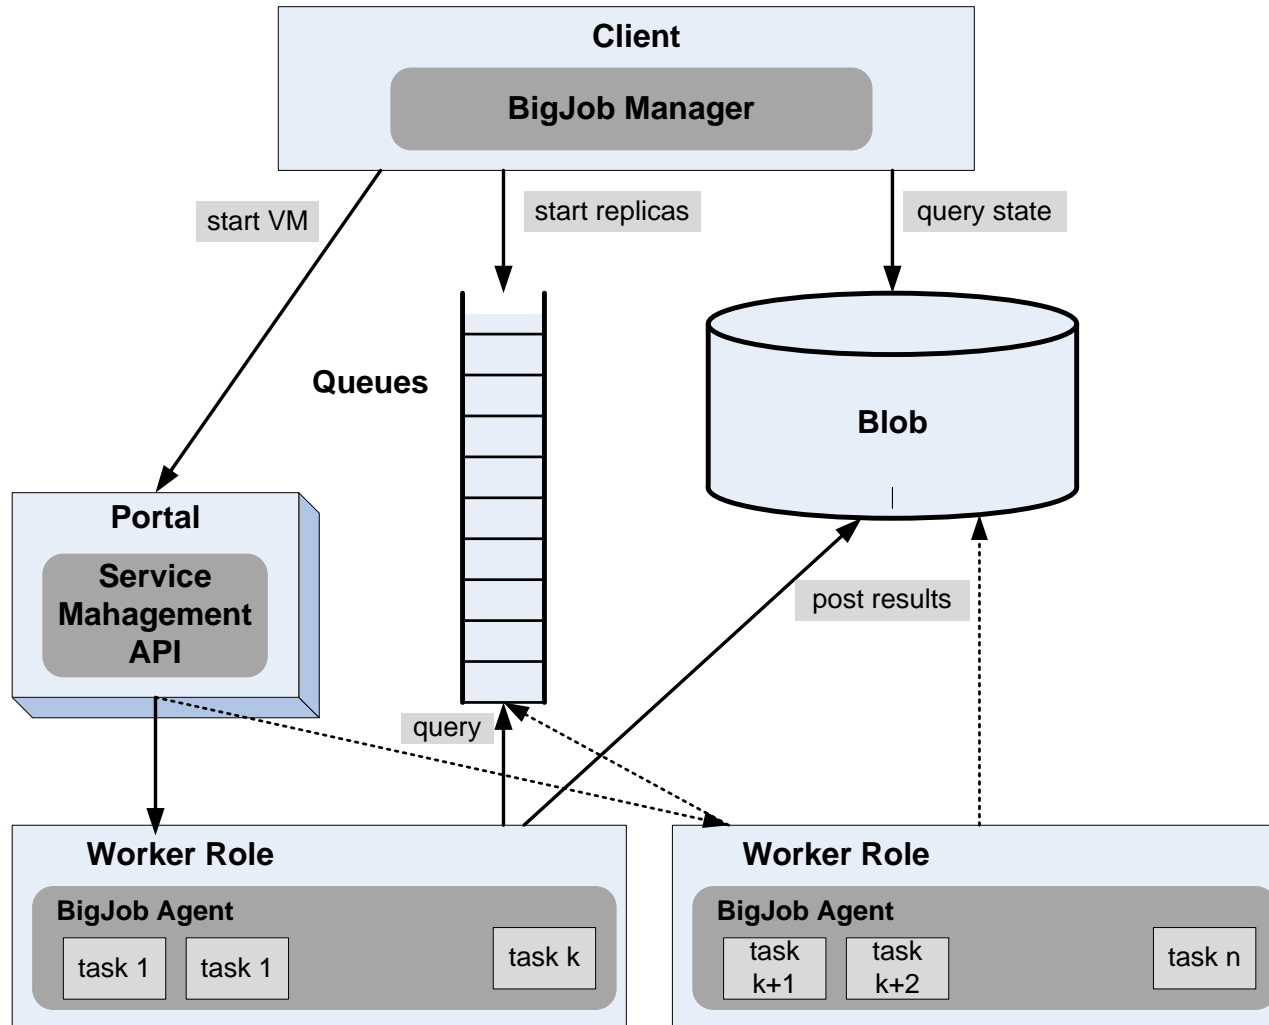 Client
BigJob Manager
start VM
start replicas
query state
Queues
Blob
Portal
Service
Mahagement
API
post results
query
Worker Role
BigJob Agent
task 1
task 1
task k
Worker Role
BigJob Agent
task
k+1
task
k+2
task n